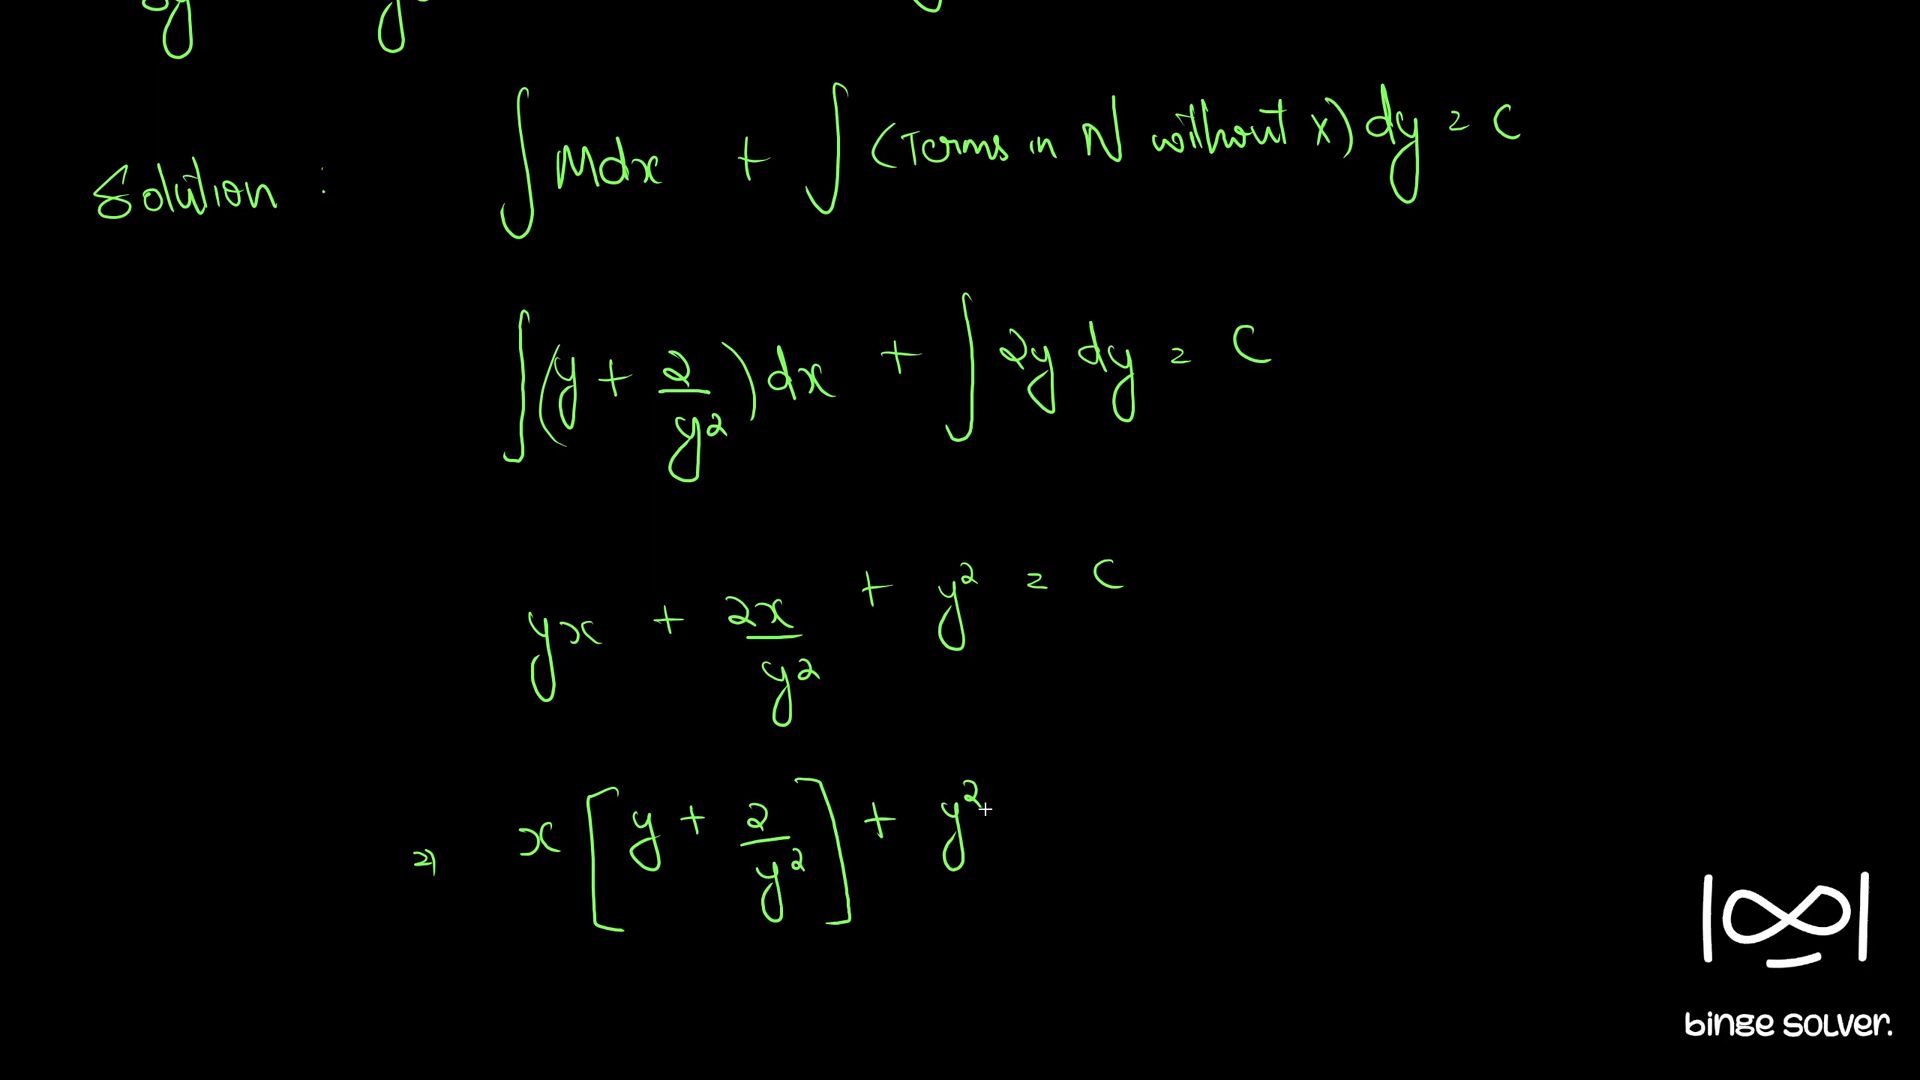 Solution : ∫Mdx + ∫(Terms in N without x) dy = C
∫(y + 2/y²)dx + ∫2y dy = C
yx + 2x/y² + y² = C
⇒ x[y + 2/y²] + y²
binge solver.